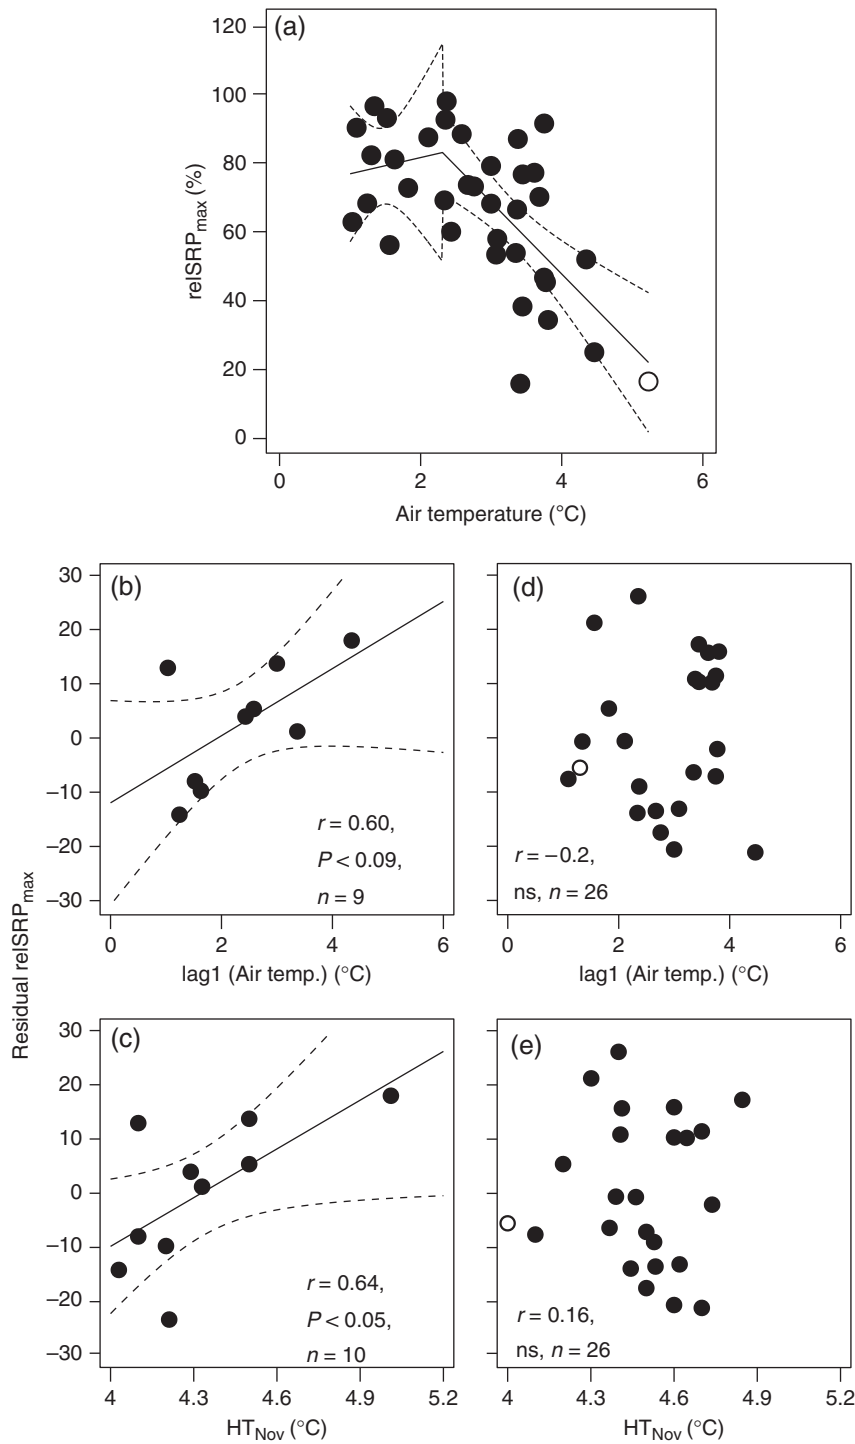 (a)
120
100
80
60
40
20
0
relSRPmax (%)
0 2 4 6
Air temperature (°C)
(b)
30
20
10
0
−10
−20
−30
r = 0.60,
P < 0.09,
n = 9
0 2 4 6
lag1 (Air temp.) (°C)
(d)
r = −0.2,
ns, n = 26
0 2 4 6
lag1 (Air temp.) (°C)
Residual relSRPmax
(c)
30
20
10
0
−10
−20
−30
r = 0.64,
P < 0.05,
n = 10
4 4.3 4.6 4.9 5.2
HTNov (°C)
(e)
r = 0.16,
ns, n = 26
4 4.3 4.6 4.9 5.2
HTNov (°C)